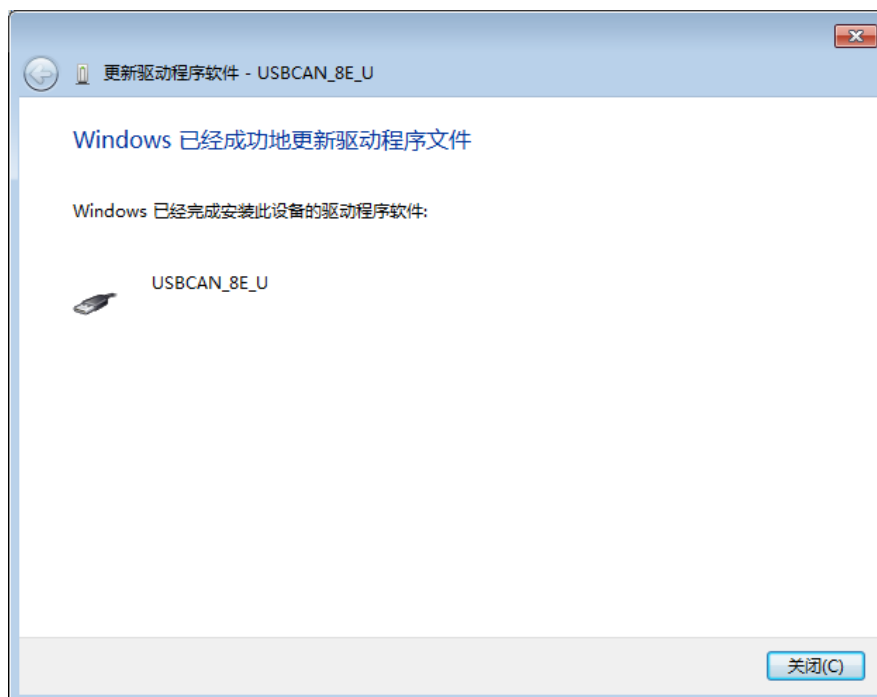 更新驱动程序软件 - USBCAN_8E_U
Windows 已经成功地更新驱动程序文件
Windows 已经完成安装此设备的驱动程序软件:
USBCAN_8E_U
关闭(C)